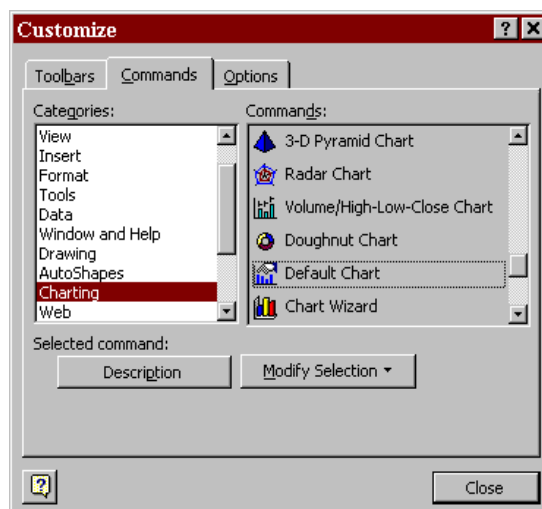 Customize
Toolbars
Commands
Options
Categories:
View
Insert
Format
Tools
Data
Window and Help
Drawing
AutoShapes
Charting
Web
Commands:
3-D Pyramid Chart
Radar Chart
Volume/High-Low-Close Chart
Doughnut Chart
Default Chart
Chart Wizard
Selected command:
Description
Modify Selection
Close